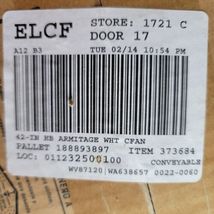 ELCF STORE: 1721 C
DOOR 17
A12 B3 TUE 02/14 10:54 PM
42-IN HB ARMITAGE WHT CFAN
PALLET 188893897 ITEM 373684
LOC: 011232508100 CONVEYABLE
WV87120|WA638657 0022-0060